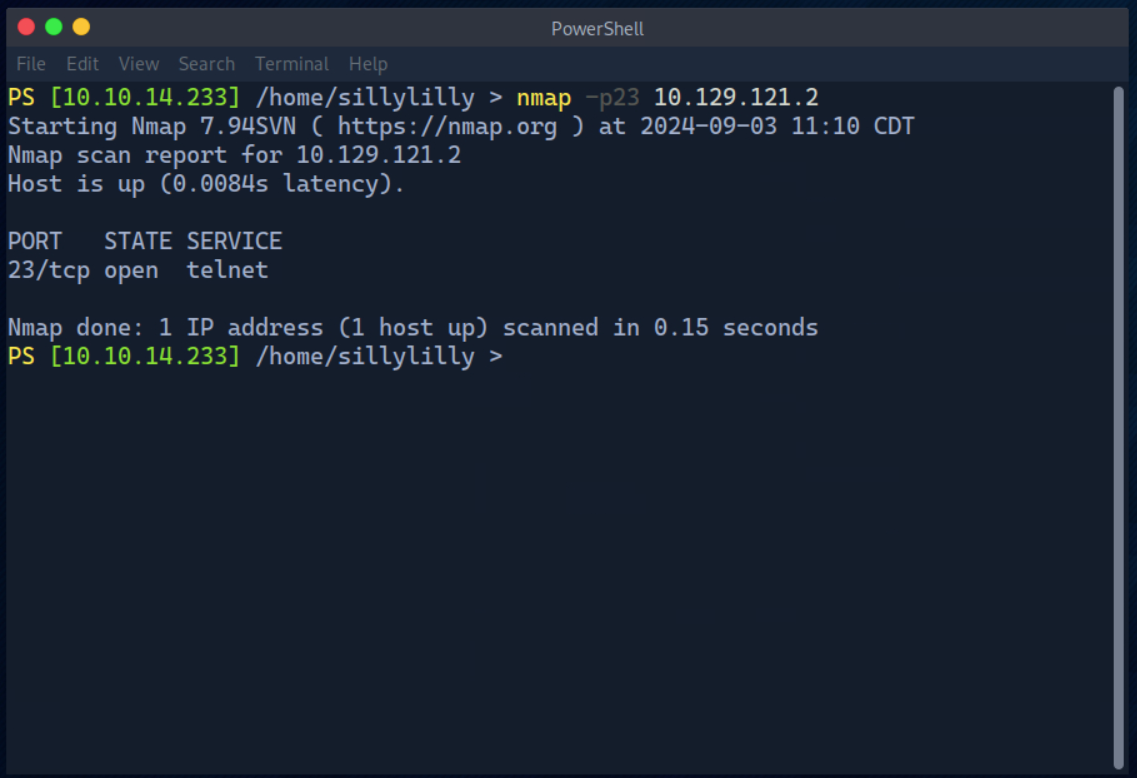 PowerShell
File Edit View Search Terminal Help
PS [10.10.14.233] /home/sillylilly > nmap -p23 10.129.121.2
Starting Nmap 7.94SVN ( https://nmap.org ) at 2024-09-03 11:10 CDT
Nmap scan report for 10.129.121.2
Host is up (0.0084s latency).
PORT   STATE SERVICE
23/tcp open  telnet
Nmap done: 1 IP address (1 host up) scanned in 0.15 seconds
PS [10.10.14.233] /home/sillylilly >